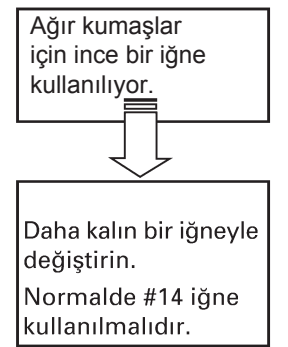 Ağır kumaşlar
için ince bir iğne
kullanılıyor.
Daha kalın bir iğneyle
değiştirin.
Normalde #14 iğne
kullanılmalıdır.